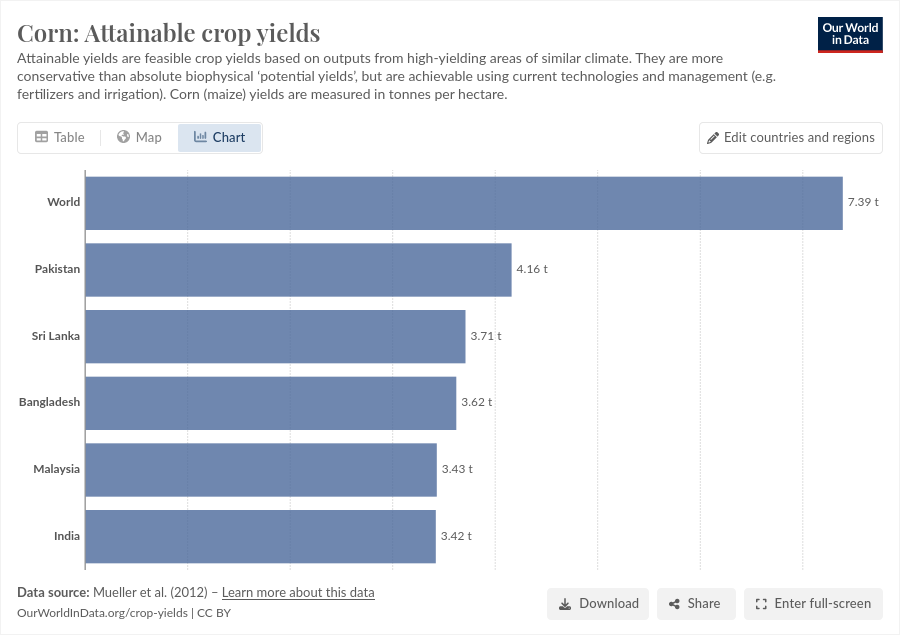 Corn: Attainable crop yields
Our World
in Data
Attainable yields are feasible crop yields based on outputs from high-yielding areas of similar climate. They are more
conservative than absolute biophysical ‘potential yields’, but are achievable using current technologies and management (e.g.
fertilizers and irrigation). Corn (maize) yields are measured in tonnes per hectare.
Table
Map
Chart
Edit countries and regions
World
7.39 t
Pakistan
4.16 t
Sri Lanka
3.71 t
Bangladesh
3.62 t
Malaysia
3.43 t
India
3.42 t
Data source: Mueller et al. (2012) – Learn more about this data
OurWorldInData.org/crop-yields | CC BY
Download
Share
Enter full-screen